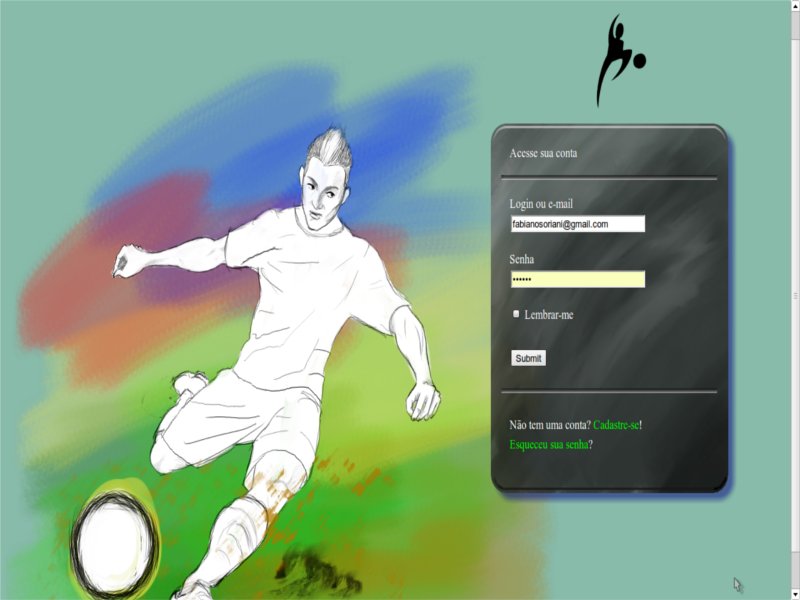 Acesse sua conta
Login ou e-mail
fabianosoriani@gmail.com
Senha
••••••
Lembrar-me
Submit
Não tem uma conta? Cadastre-se!
Esqueceu sua senha?